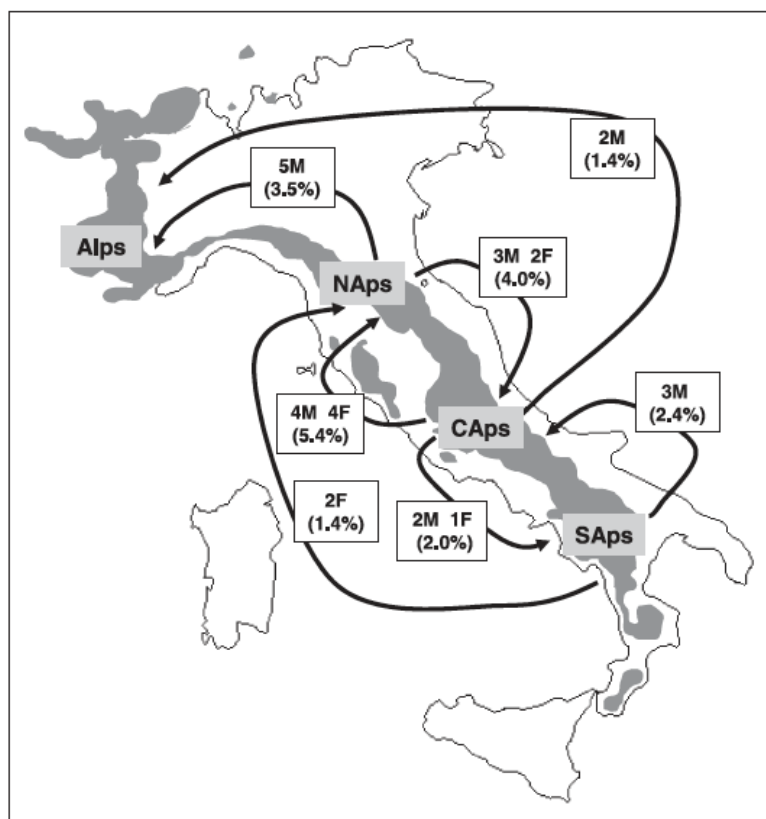 2M
(1.4%)
5M
(3.5%)
Alps
3M 2F
(4.0%)
NAps
4M 4F
(5.4%)
CAps
3M
(2.4%)
2F
(1.4%)
2M 1F
(2.0%)
SAps